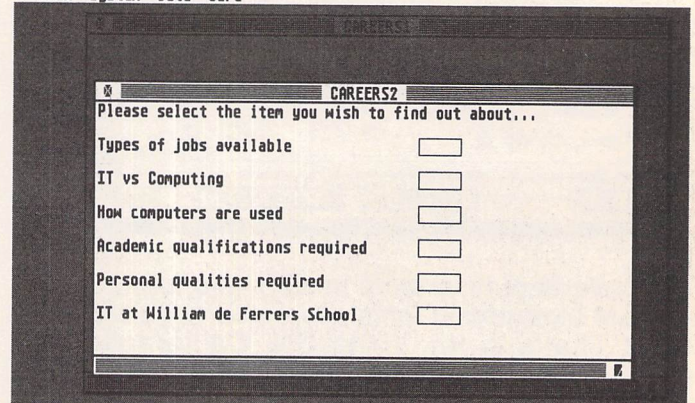 CAREERS1
CAREERS2
Please select the item you wish to find out about...
Types of jobs available
IT vs Computing
How computers are used
Academic qualifications required
Personal qualities required
IT at William de Ferrers School